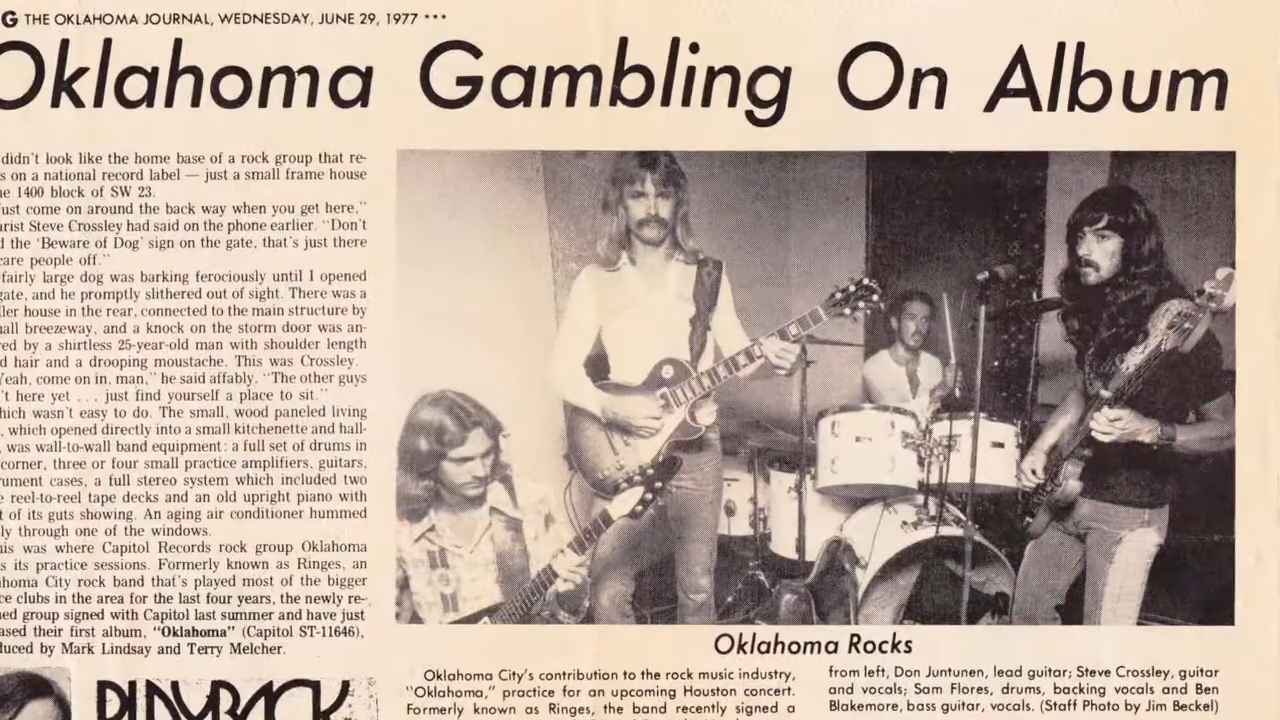 G THE OKLAHOMA JOURNAL, WEDNESDAY, JUNE 29, 1977 ***
Oklahoma Gambling On Album
didn't look like the home base of a rock group that re-
s on a national record label — just a small frame house
1400 block of SW 23.
ust come on around the back way when you get here,"
arist Steve Crossley had said on the phone earlier. "Don't
the 'Beware of Dog' sign on the gate, that's just there
care people off."
fairly large dog was barking ferociously until I opened
gate, and he promptly slithered out of sight. There was a
ller house in the rear, connected to the main structure by
all breezeway, and a knock on the storm door was an-
red by a shirtless 25-year-old man with shoulder length
d hair and a drooping moustache. This was Crossley.
Yeah, come on in, man," he said affably. "The other guys
't here yet . . . just find yourself a place to sit."
hich wasn't easy to do. The small, wood paneled living
, which opened directly into a small kitchenette and hall-
, was wall-to-wall band equipment: a full set of drums in
corner, three or four small practice amplifiers, guitars,
rument cases, a full stereo system which included two
e reel-to-reel tape decks and an old upright piano with
t of its guts showing. An aging air conditioner hummed
ly through one of the windows.
his was where Capitol Records rock group Oklahoma
s its practice sessions. Formerly known as Ringes, an
ahoma City rock band that's played most of the bigger
ce clubs in the area for the last four years, the newly re-
ed group signed with Capitol last summer and have just
ased their first album, "Oklahoma" (Capitol ST-11646),
duced by Mark Lindsay and Terry Melcher.
PLAYBACK
Oklahoma Rocks
Oklahoma City's contribution to the rock music industry,
"Oklahoma," practice for an upcoming Houston concert.
Formerly known as Ringes, the band recently signed a
from left, Don Juntunen, lead guitar; Steve Crossley, guitar
and vocals; Sam Flores, drums, backing vocals and Ben
Blakemore, bass guitar, vocals. (Staff Photo by Jim Beckel)